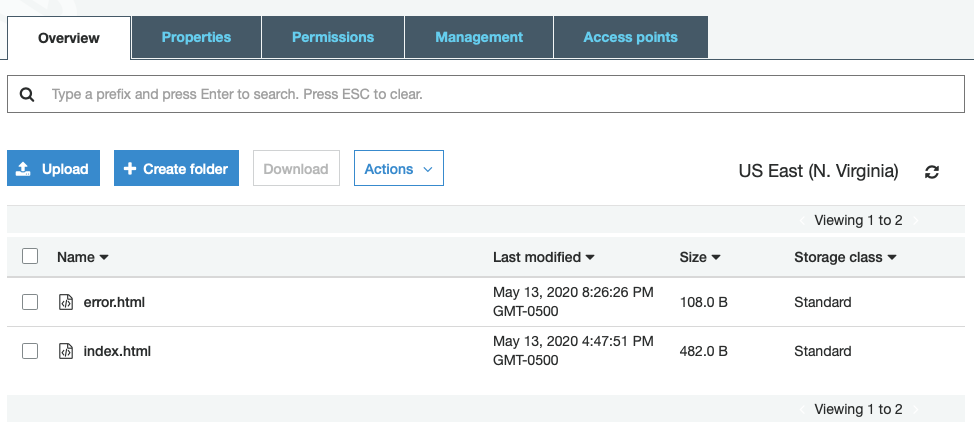 Overview
Properties
Permissions
Management
Access points
Type a prefix and press Enter to search. Press ESC to clear.
Upload
Create folder
Download
Actions
US East (N. Virginia)
Viewing 1 to 2
Name
Last modified
Size
Storage class
error.html
May 13, 2020 8:26:26 PM
GMT-0500
108.0 B
Standard
index.html
May 13, 2020 4:47:51 PM
GMT-0500
482.0 B
Standard
Viewing 1 to 2